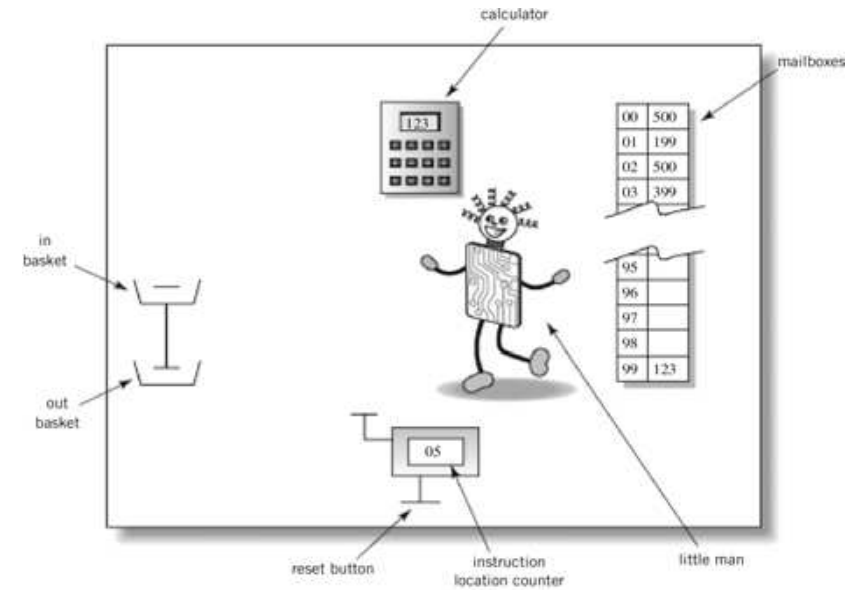 calculator
mailboxes
123
00 500
01 199
02 500
03 399
in
basket
95
96
97
98
99 123
out
basket
05
reset button
instruction
location counter
little man